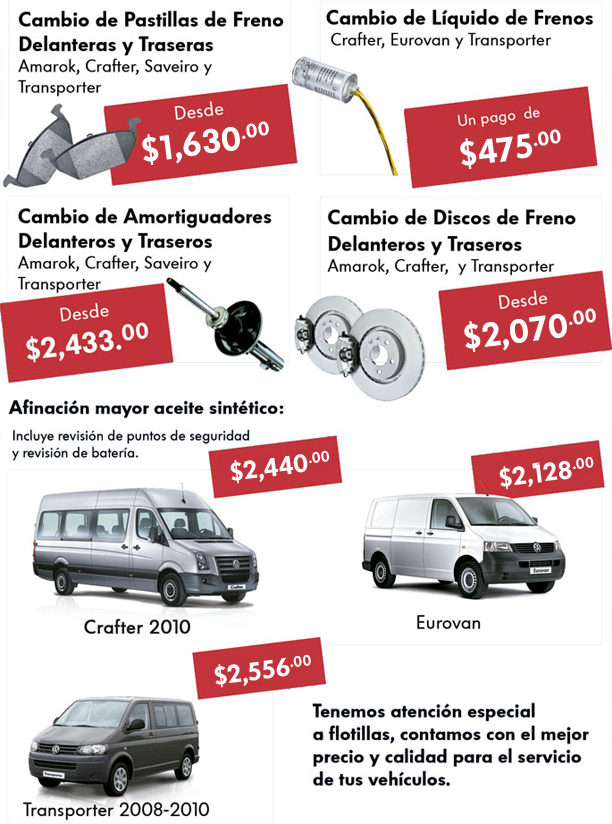 Cambio de Pastillas de Freno
Delanteras y Traseras
Amarok, Crafter, Saveiro y
Transporter
Desde
$1,630.00
Cambio de Líquido de Frenos
Crafter, Eurovan y Transporter
Un pago de
$475.00
Cambio de Amortiguadores
Delanteros y Traseros
Amarok, Crafter, Saveiro y
Transporter
Desde
$2,433.00
Cambio de Discos de Freno
Delanteros y Traseros
Amarok, Crafter, y Transporter
Desde
$2,070.00
Afinación mayor aceite sintético:
Incluye revisión de puntos de seguridad
y revisión de batería.
$2,440.00
Crafter
Crafter 2010
$2,128.00
Eurovan
$2,556.00
Transporter 2008-2010
Tenemos atención especial
a flotillas, contamos con el mejor
precio y calidad para el servicio
de tus vehículos.